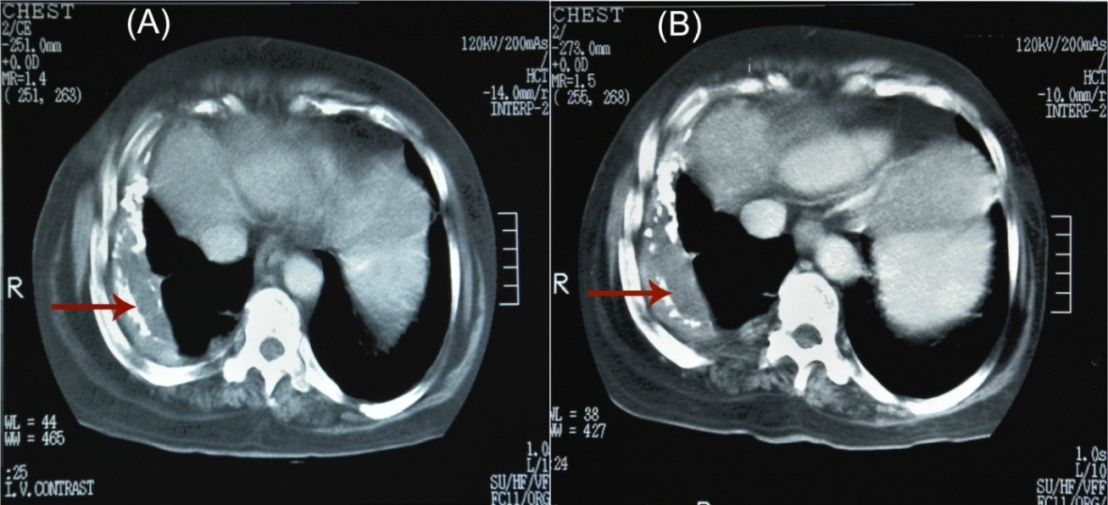 CHEST
2/CE
-251.0mm
+0.0D
MR=1.4
( 251, 263)
(A)
120kV/200mAs
/
HCT
-14.0mm/r
INTERP-2
R
WL = 44
WW = 465
:25
I.V.CONTRAST
1.0
L/1
SU/HF/VF
FC11/ORG
CHEST
2/
-273.0mm
+0.0D
MR=1.5
( 255, 268)
(B)
120kV/200mAs
/
HCT
-10.0mm/r
INTERP-2
R
WL = 38
WW = 427
:24
1.0s
L/10
SU/HF/VFF
FC11/ORG/